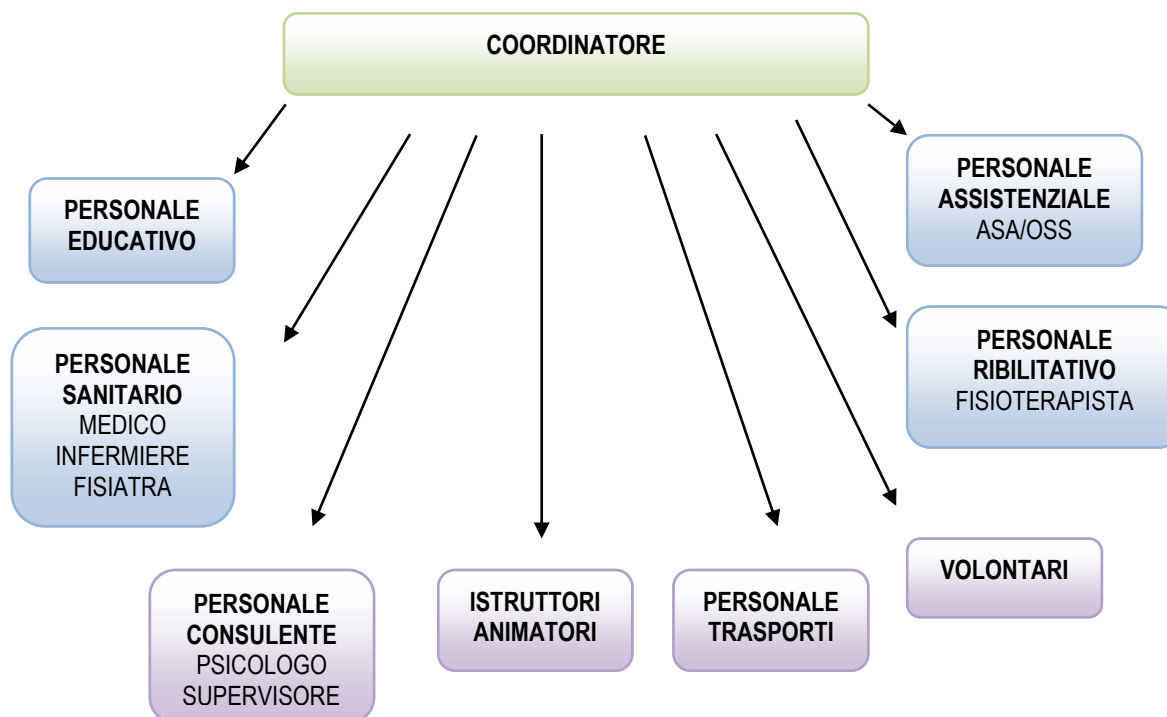 COORDINATORE
PERSONALE
EDUCATIVO
PERSONALE
ASSISTENZIALE
ASA/OSS
PERSONALE
SANITARIO
MEDICO
INFERMIERE
FISIATRA
PERSONALE
RIBILITATIVO
FISIOTERAPISTA
PERSONALE
CONSULENTE
PSICOLOGO
SUPERVISORE
ISTRUTTORI
ANIMATORI
PERSONALE
TRASPORTI
VOLONTARI